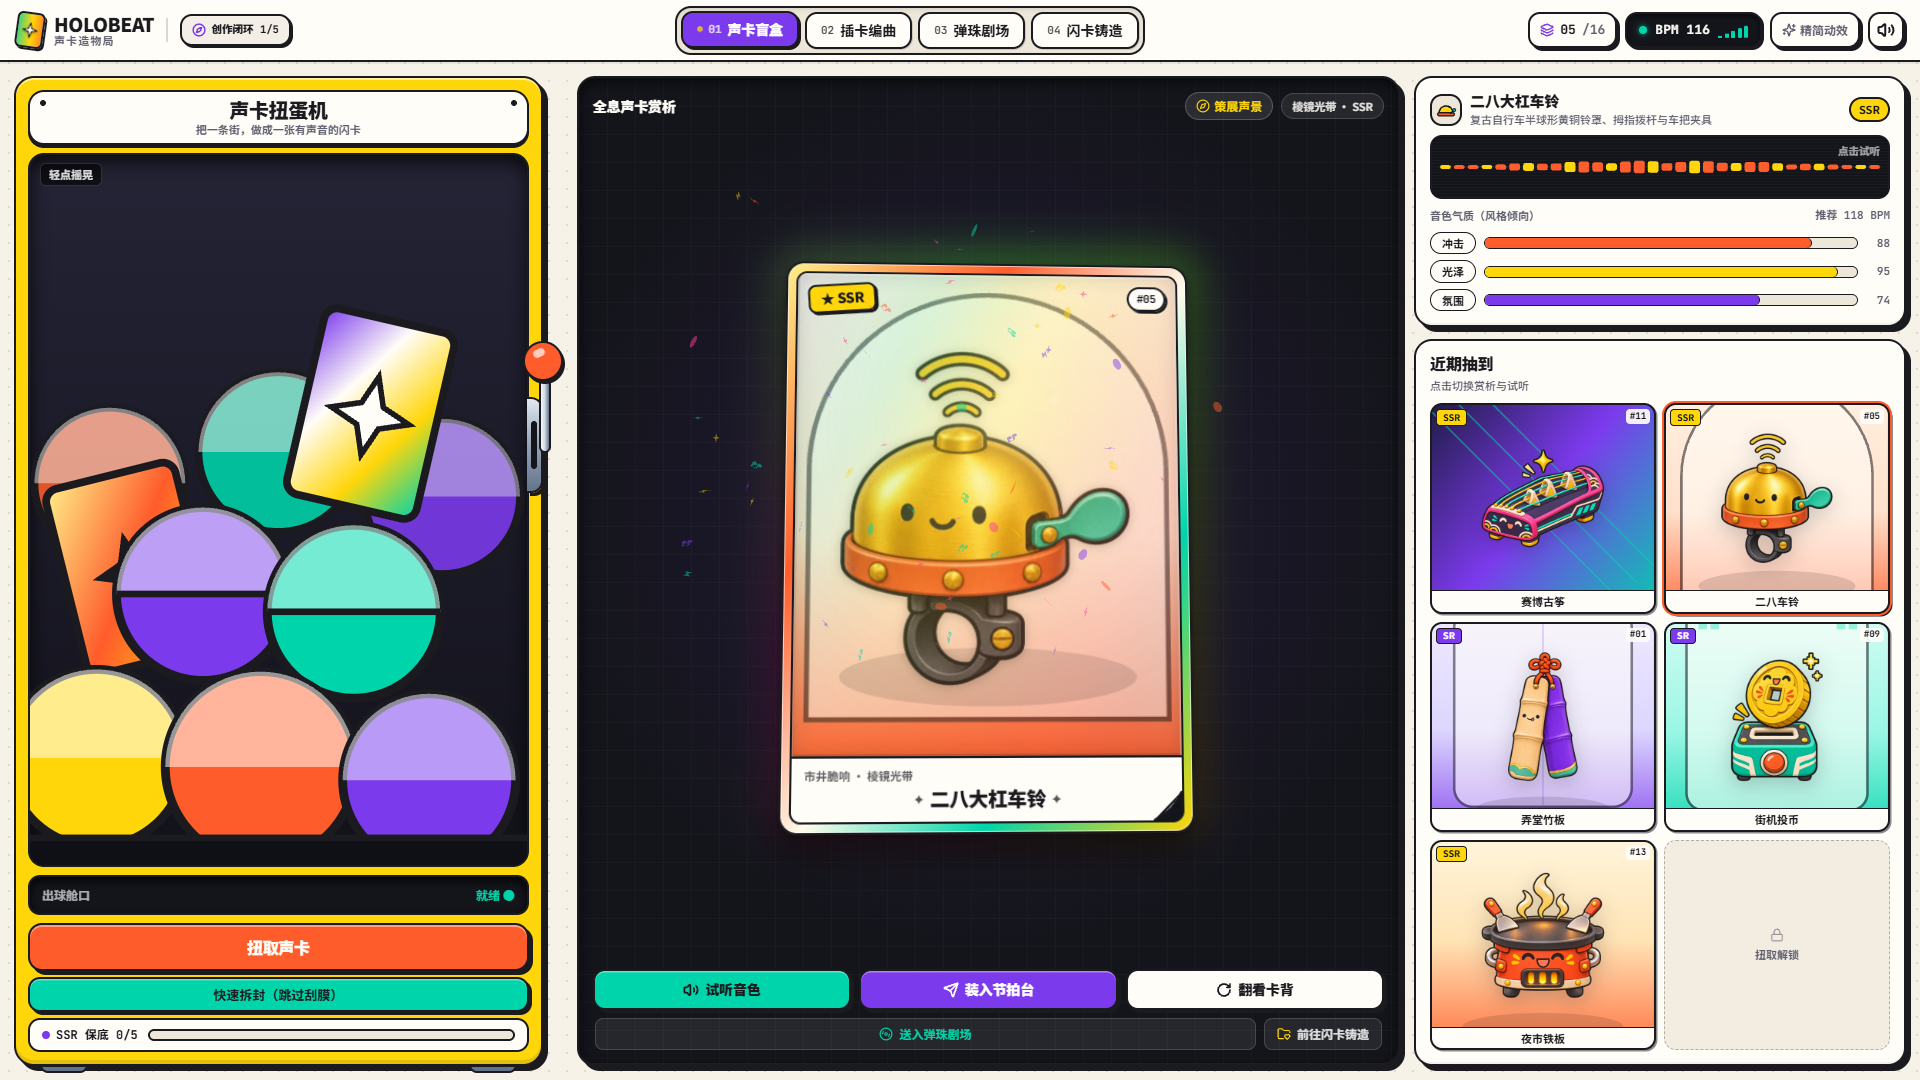 HOLOBEAT
声卡造物局
创作闭环 1/5
01 声卡盲盒
02 插卡编曲
03 弹珠剧场
04 闪卡铸造
05 /16
BPM 116
精简动效
声卡扭蛋机
把一条街，做成一张有声音的闪卡
轻点摇晃
出球舱口
就绪
扭取声卡
快速拆封（跳过刮膜）
SSR 保底 0/5
全息声卡赏析
策展声景
棱镜光带 · SSR
★ SSR
#05
市井脆响 · 棱镜光带
✦ 二八大杠车铃 ✦
试听音色
装入节拍台
翻看卡背
送入弹珠剧场
前往闪卡铸造
二八大杠车铃
复古自行车半球形黄铜铃罩、拇指拨杆与车把夹具
SSR
点击试听
音色气质（风格倾向）
推荐 118 BPM
冲击 88
光泽 95
氛围 74
近期抽到
点击切换赏析与试听
SSR #11
赛博古筝
SSR #05
二八车铃
SR #01
弄堂竹板
SR #09
街机投币
SSR #13
夜市铁板
扭取解锁